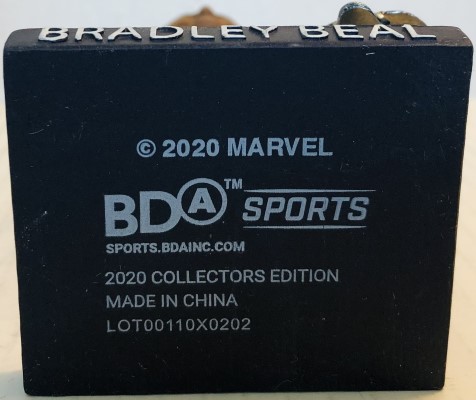 BRADLEY BEAL
© 2020 MARVEL
BDA™ SPORTS
SPORTS.BDAINC.COM
2020 COLLECTORS EDITION
MADE IN CHINA
LOT00110X0202